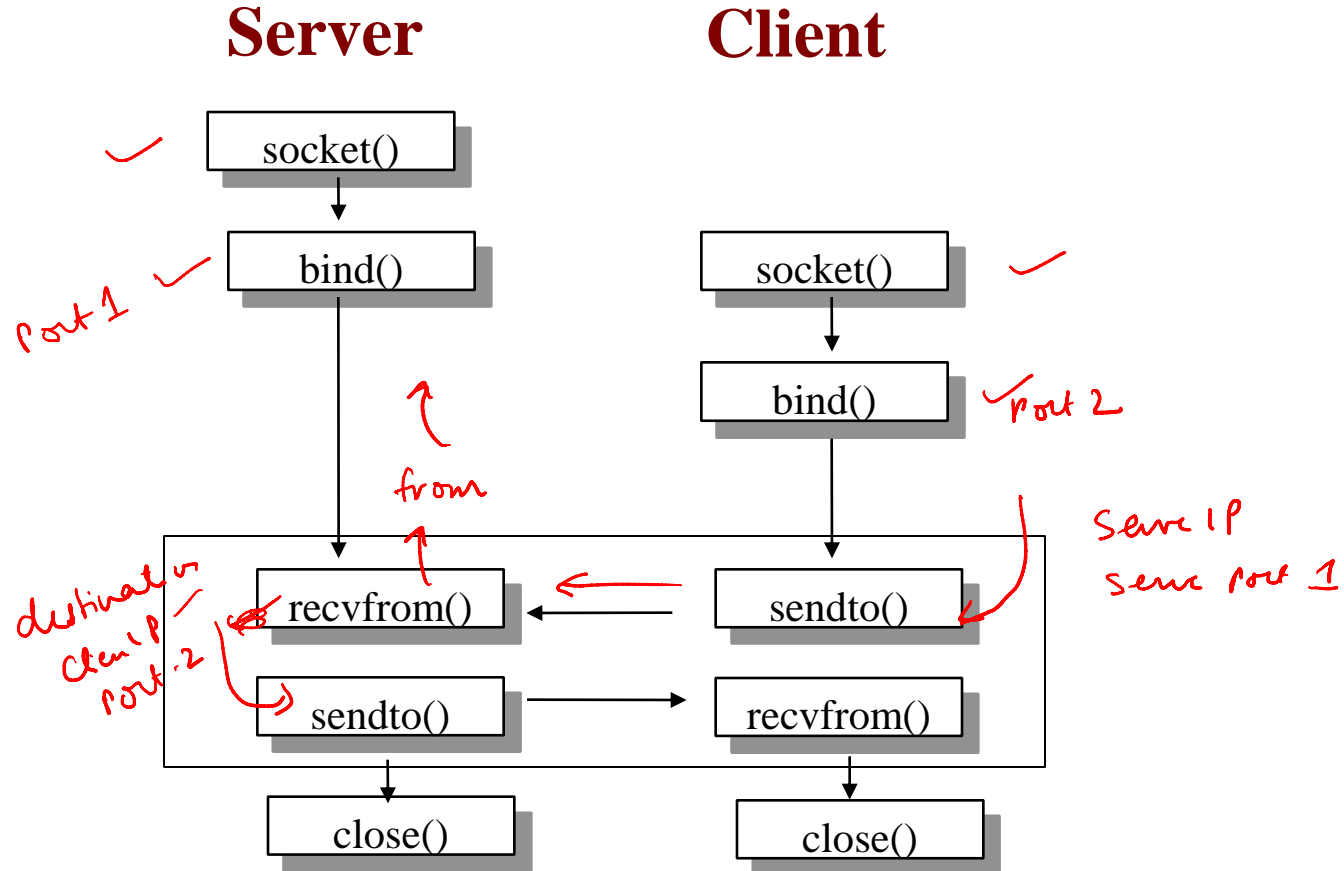 Server Client
socket()
bind()
socket()
port 1
bind()
port 2
from
Serve IP
serve port 1
destination
recvfrom()
sendto()
Clien IP
port-2
sendto()
recvfrom()
close()
close()